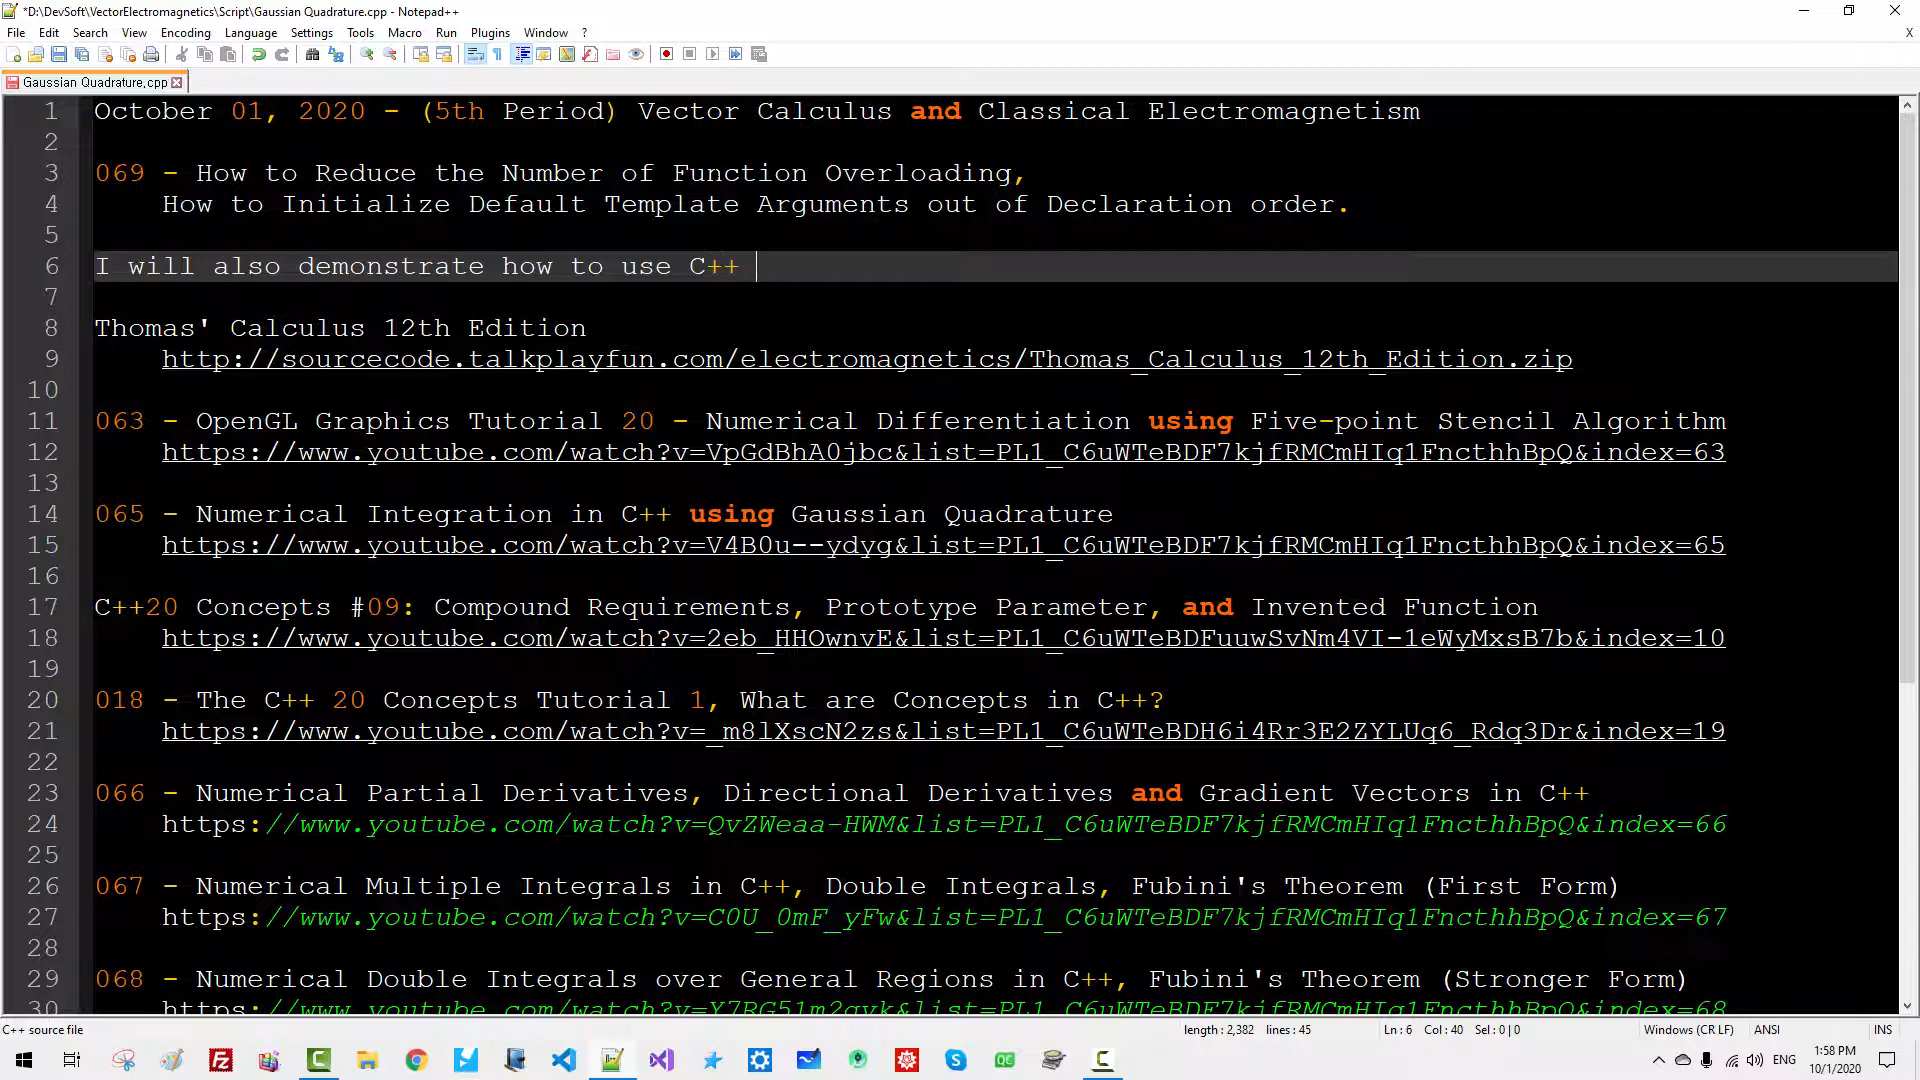 *D:\DevSoft\VectorElectromagnetics\Script\Gaussian Quadrature.cpp - Notepad++
File Edit Search View Encoding Language Settings Tools Macro Run Plugins Window ? X
Gaussian Quadrature.cpp
1 October 01, 2020 - (5th Period) Vector Calculus and Classical Electromagnetism
2
3 069 - How to Reduce the Number of Function Overloading,
4 How to Initialize Default Template Arguments out of Declaration order.
5
6 I will also demonstrate how to use C++
7
8 Thomas' Calculus 12th Edition
9 http://sourcecode.talkplayfun.com/electromagnetics/Thomas_Calculus_12th_Edition.zip
10
11 063 - OpenGL Graphics Tutorial 20 - Numerical Differentiation using Five-point Stencil Algorithm
12 https://www.youtube.com/watch?v=VpGdBhA0jbc&list=PL1_C6uWTeBDF7kjfRMCmHIq1FncthhBpQ&index=63
13
14 065 - Numerical Integration in C++ using Gaussian Quadrature
15 https://www.youtube.com/watch?v=V4B0u--ydyg&list=PL1_C6uWTeBDF7kjfRMCmHIq1FncthhBpQ&index=65
16
17 C++20 Concepts #09: Compound Requirements, Prototype Parameter, and Invented Function
18 https://www.youtube.com/watch?v=2eb_HHOwnvE&list=PL1_C6uWTeBDFuuwSvNm4VI-1eWyMxsB7b&index=10
19
20 018 - The C++ 20 Concepts Tutorial 1, What are Concepts in C++?
21 https://www.youtube.com/watch?v=_m8lXscN2zs&list=PL1_C6uWTeBDH6i4Rr3E2ZYLUq6_Rdq3Dr&index=19
22
23 066 - Numerical Partial Derivatives, Directional Derivatives and Gradient Vectors in C++
24 https://www.youtube.com/watch?v=QvZWeaa-HWM&list=PL1_C6uWTeBDF7kjfRMCmHIq1FncthhBpQ&index=66
25
26 067 - Numerical Multiple Integrals in C++, Double Integrals, Fubini's Theorem (First Form)
27 https://www.youtube.com/watch?v=C0U_0mF_yFw&list=PL1_C6uWTeBDF7kjfRMCmHIq1FncthhBpQ&index=67
28
29 068 - Numerical Double Integrals over General Regions in C++, Fubini's Theorem (Stronger Form)
30 https://www.youtube.com/watch?v=Y7RG51m2gvk&list=PL1_C6uWTeBDF7kjfRMCmHIq1FncthhBpQ&index=68
C++ source file length : 2,382 lines : 45 Ln : 6 Col : 40 Sel : 0 | 0 Windows (CR LF) ANSI INS
ENG 1:58 PM
10/1/2020